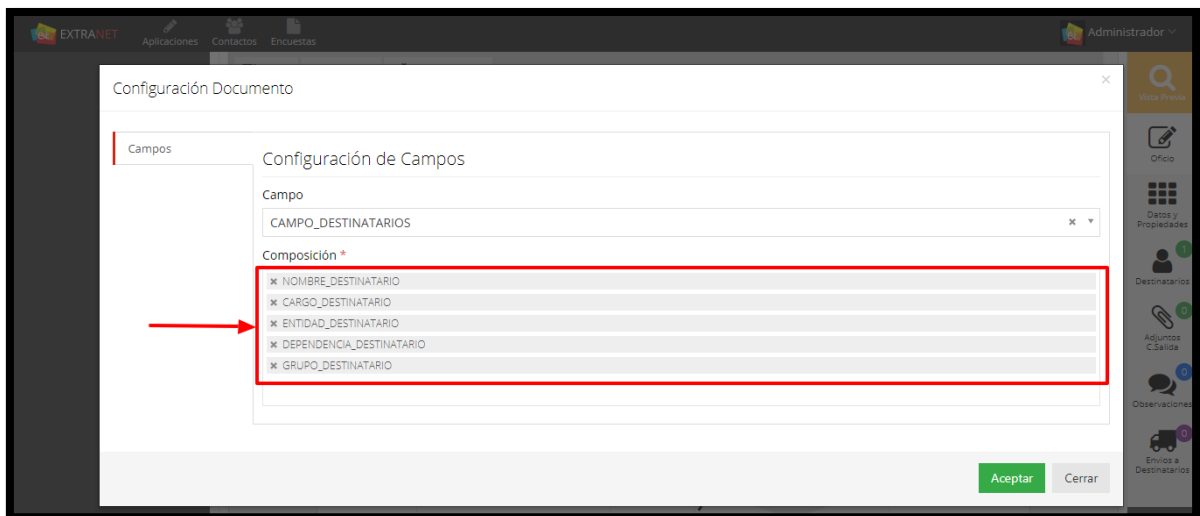 EXTRANET
Aplicaciones
Contactos
Encuestas
Administrador
Configuración Documento
×
Campos
Configuración de Campos
Campo
CAMPO_DESTINATARIOS
Composición *
× NOMBRE_DESTINATARIO
× CARGO_DESTINATARIO
× ENTIDAD_DESTINATARIO
× DEPENDENCIA_DESTINATARIO
× GRUPO_DESTINATARIO
Aceptar
Cerrar
Vista Previa
Oficio
Datos y
Propiedades
1
Destinatarios
0
Adjuntos
C.Salida
0
Observaciones
0
Envios a
Destinatarios